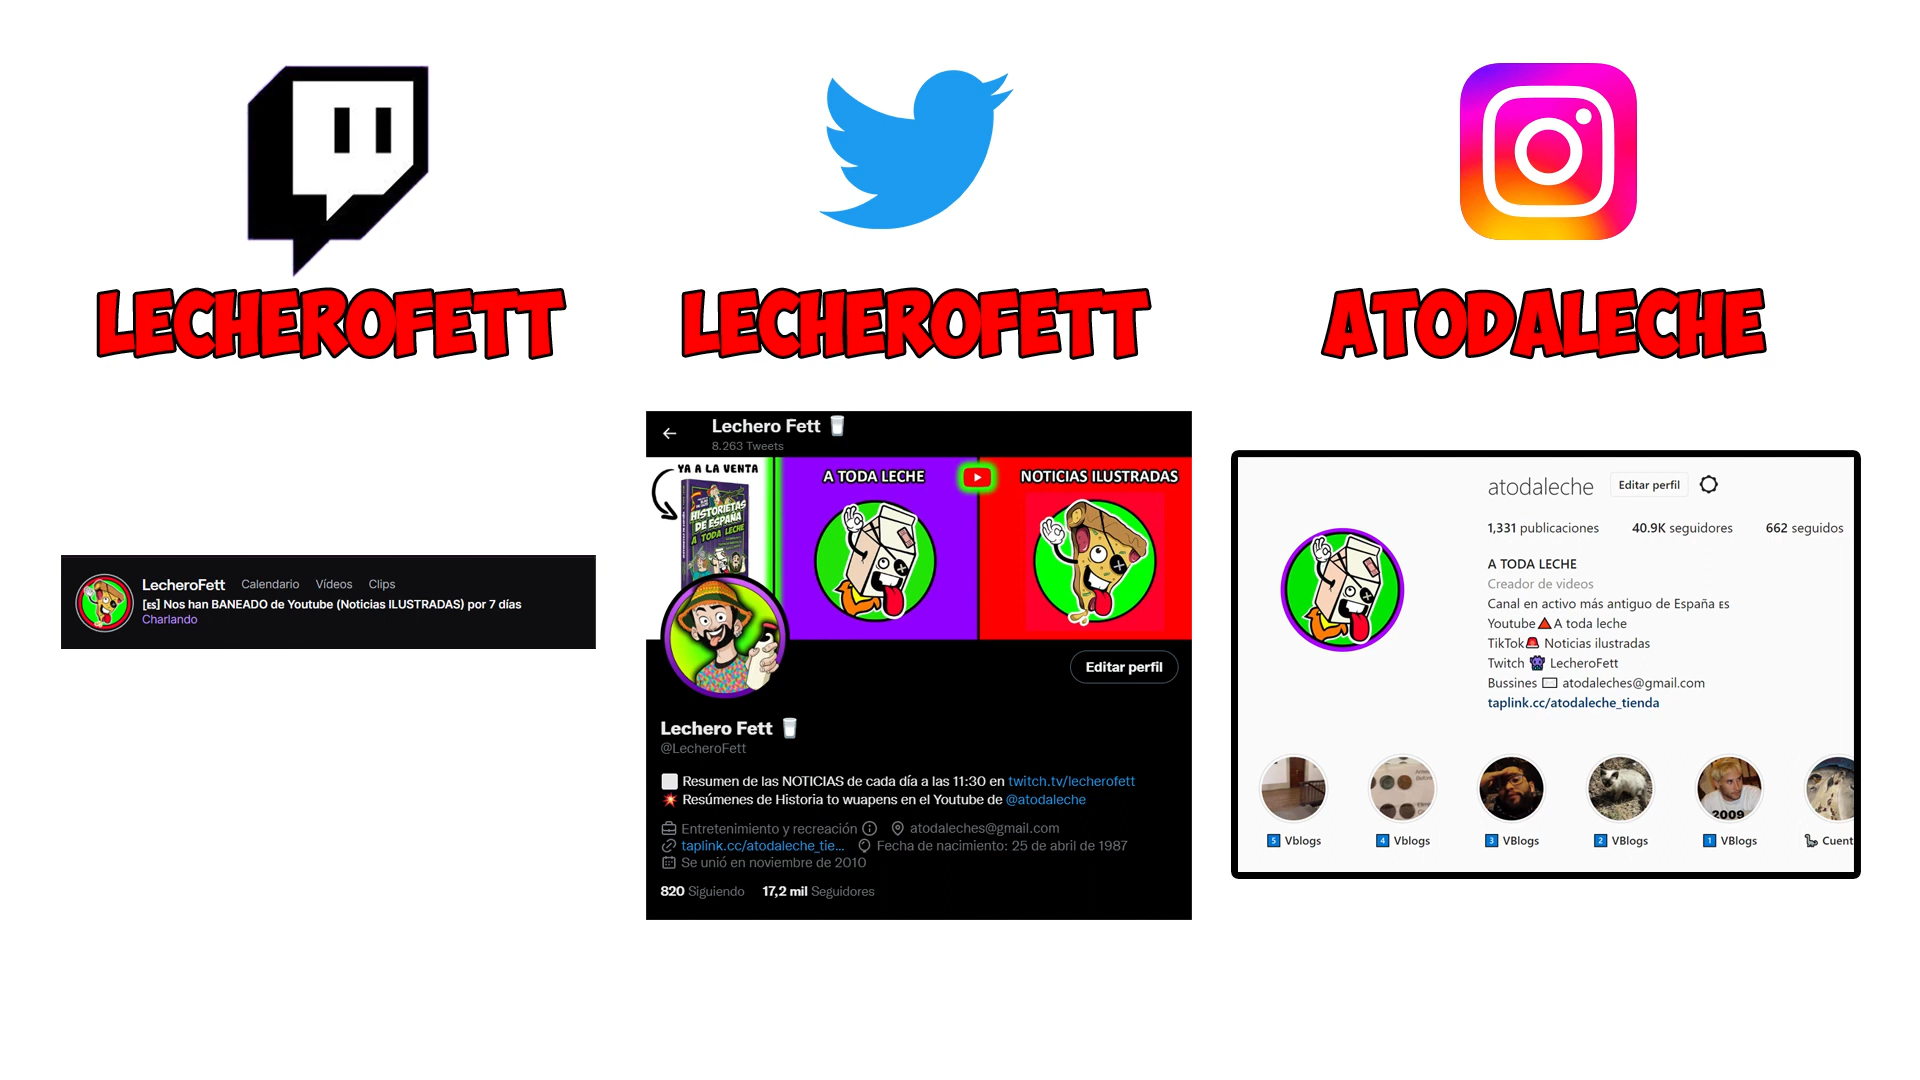 LECHEROFETT
LecheroFett Calendario Vídeos Clips
[ES] Nos han BANEADO de Youtube (Noticias ILUSTRADAS) por 7 días
Charlando
LECHEROFETT
Lechero Fett
8.263 Tweets
YA A LA VENTA
HISTORIETAS
DE ESPAÑA
A TODA LECHE
A TODA LECHE
NOTICIAS ILUSTRADAS
Editar perfil
Lechero Fett
@LecheroFett
Resumen de las NOTICIAS de cada día a las 11:30 en twitch.tv/lecherofett
Resúmenes de Historia to wuapens en el Youtube de @atodaleche
Entretenimiento y recreación atodaleches@gmail.com
taplink.cc/atodaleche_tie... Fecha de nacimiento: 25 de abril de 1987
Se unió en noviembre de 2010
820 Siguiendo 17,2 mil Seguidores
ATODALECHE
atodaleche Editar perfil
1,331 publicaciones 40.9K seguidores 662 seguidos
A TODA LECHE
Creador de videos
Canal en activo más antiguo de España ES
Youtube A toda leche
TikTok Noticias ilustradas
Twitch LecheroFett
Bussines atodaleches@gmail.com
taplink.cc/atodaleche_tienda
2009
5 Vblogs 4 Vblogs 3 VBlogs 2 VBlogs 1 VBlogs Cuent